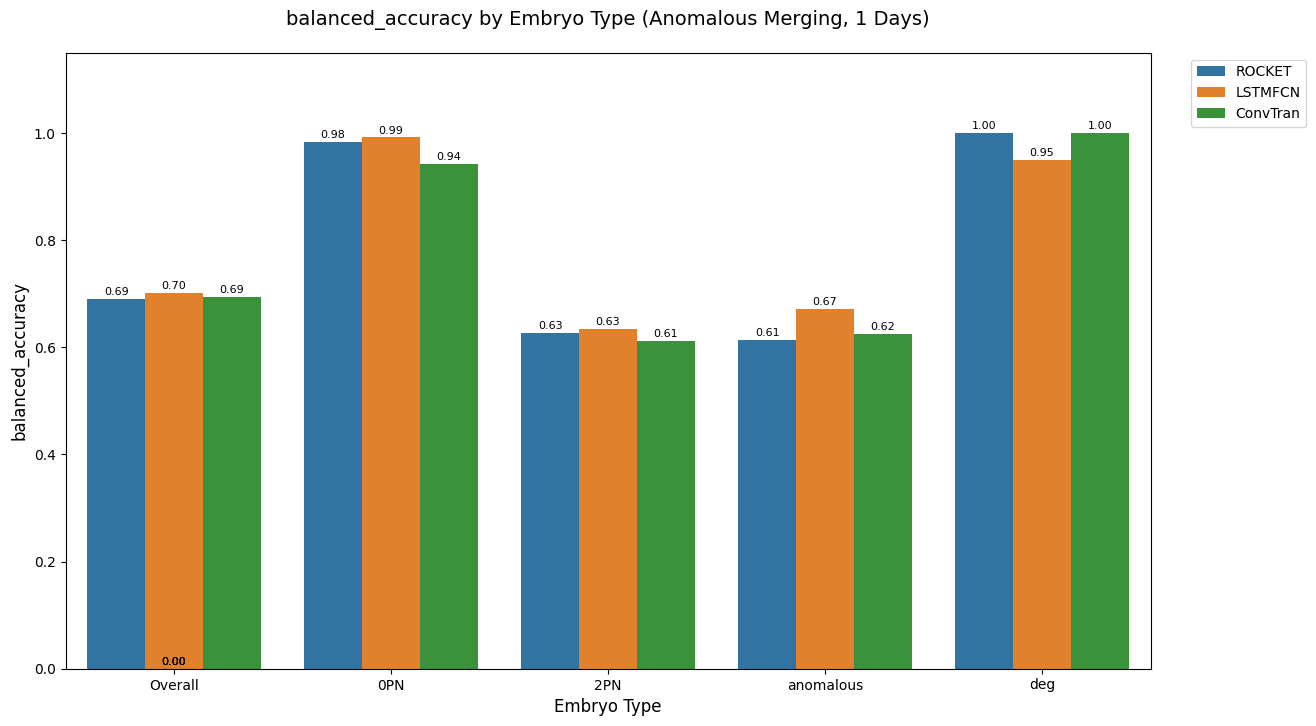 balanced_accuracy by Embryo Type (Anomalous Merging, 1 Days)
ROCKET
LSTMFCN
ConvTran
balanced_accuracy
1.0
0.8
0.6
0.4
0.2
0.0
0.69
0.70
0.69
0.00
0.98
0.99
0.94
0.63
0.63
0.61
0.61
0.67
0.62
1.00
0.95
1.00
Overall
0PN
2PN
anomalous
deg
Embryo Type